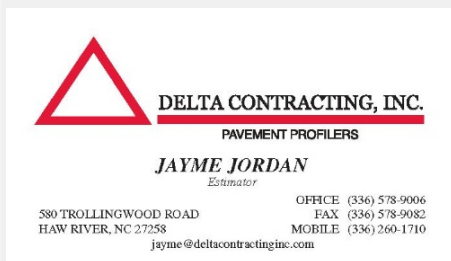 DELTA CONTRACTING, INC.
PAVEMENT PROFILERS
JAYME JORDAN
Estimator
OFFICE (336) 578-9006
580 TROLLINGWOOD ROAD FAX (336) 578-9082
HAW RIVER, NC 27258 MOBILE (336) 260-1710
jayme@deltacontractinginc.com